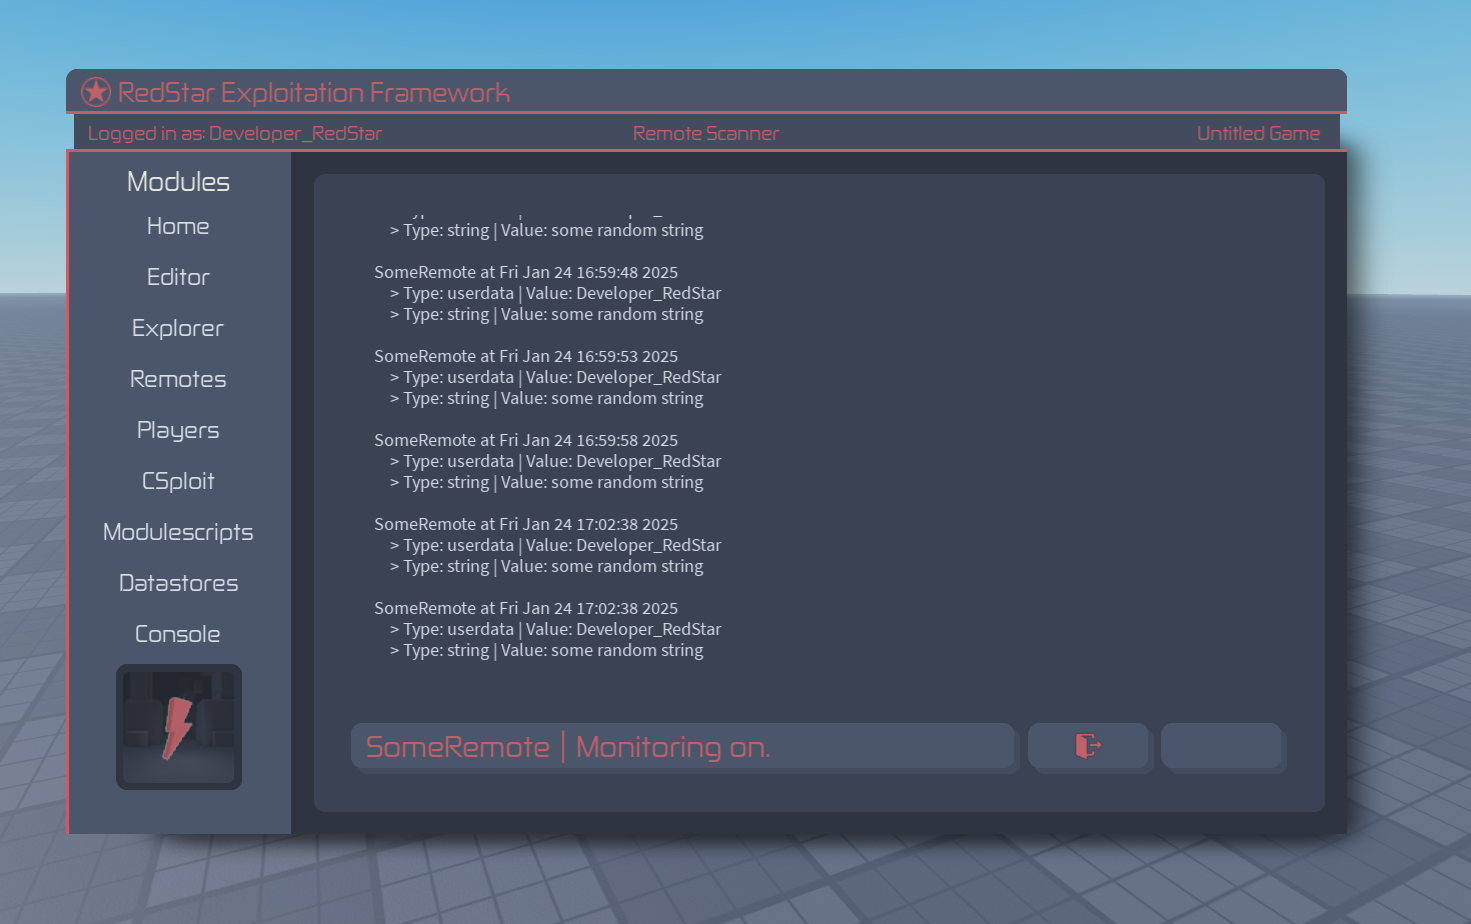 RedStar Exploitation Framework
Logged in as: Developer_RedStar
Remote Scanner
Untitled Game
Modules
Home
Editor
Explorer
Remotes
Players
CSploit
Modulescripts
Datastores
Console
> Type: string | Value: some random string
SomeRemote at Fri Jan 24 16:59:48 2025
> Type: userdata | Value: Developer_RedStar
> Type: string | Value: some random string
SomeRemote at Fri Jan 24 16:59:53 2025
> Type: userdata | Value: Developer_RedStar
> Type: string | Value: some random string
SomeRemote at Fri Jan 24 16:59:58 2025
> Type: userdata | Value: Developer_RedStar
> Type: string | Value: some random string
SomeRemote at Fri Jan 24 17:02:38 2025
> Type: userdata | Value: Developer_RedStar
> Type: string | Value: some random string
SomeRemote at Fri Jan 24 17:02:38 2025
> Type: userdata | Value: Developer_RedStar
> Type: string | Value: some random string
SomeRemote | Monitoring on.